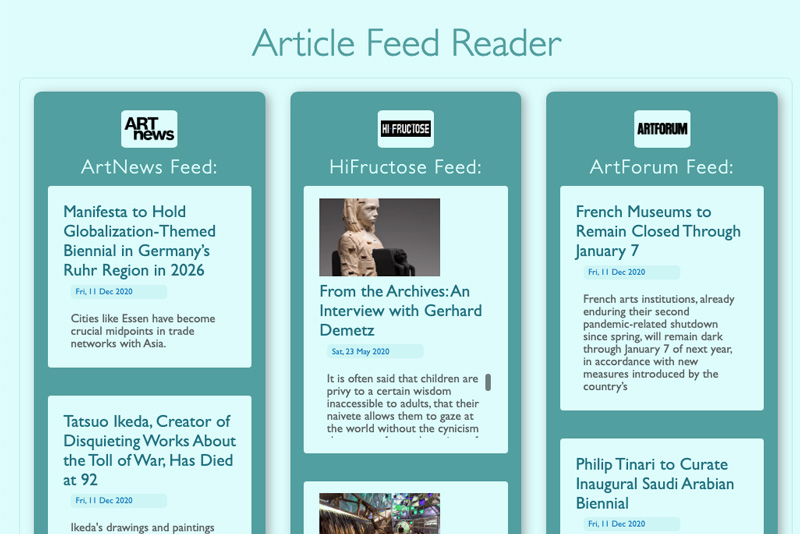 Article Feed Reader
ART
news
ArtNews Feed:
Manifesta to Hold
Globalization-Themed
Biennial in Germany's
Ruhr Region in 2026
Fri, 11 Dec 2020
Cities like Essen have become
crucial midpoints in trade
networks with Asia.
Tatsuo Ikeda, Creator of
Disquieting Works About
the Toll of War, Has Died
at 92
Fri, 11 Dec 2020
Ikeda's drawings and paintings
HI FRUCTOSE
HiFructose Feed:
From the Archives: An
Interview with Gerhard
Demetz
Sat, 23 May 2020
It is often said that children are
privy to a certain wisdom
inaccessible to adults, that their
naivete allows them to gaze at
the world without the cynicism
ARTFORUM
ArtForum Feed:
French Museums to
Remain Closed Through
January 7
Fri, 11 Dec 2020
French arts institutions, already
enduring their second
pandemic-related shutdown
since spring, will remain dark
through January 7 of next year,
in accordance with new
measures introduced by the
country's
Philip Tinari to Curate
Inaugural Saudi Arabian
Biennial
Fri, 11 Dec 2020